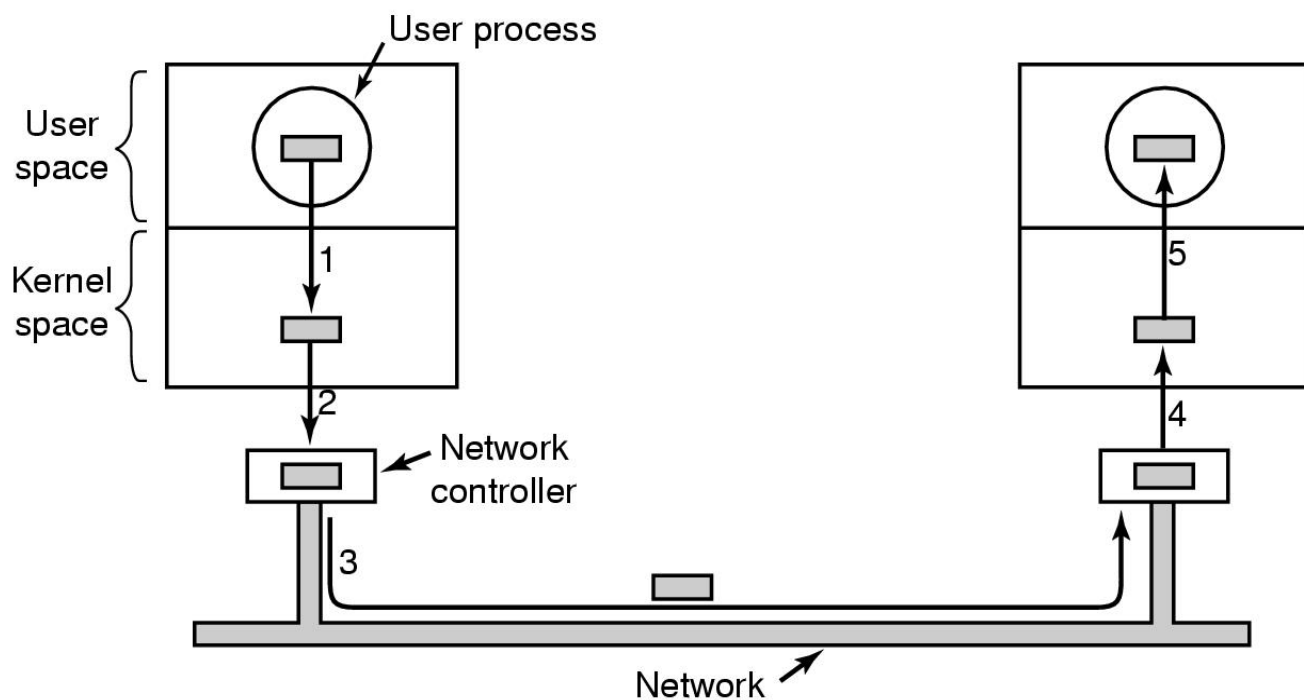 User process
User
space
1
5
Kernel
space
2
4
Network
controller
3
Network